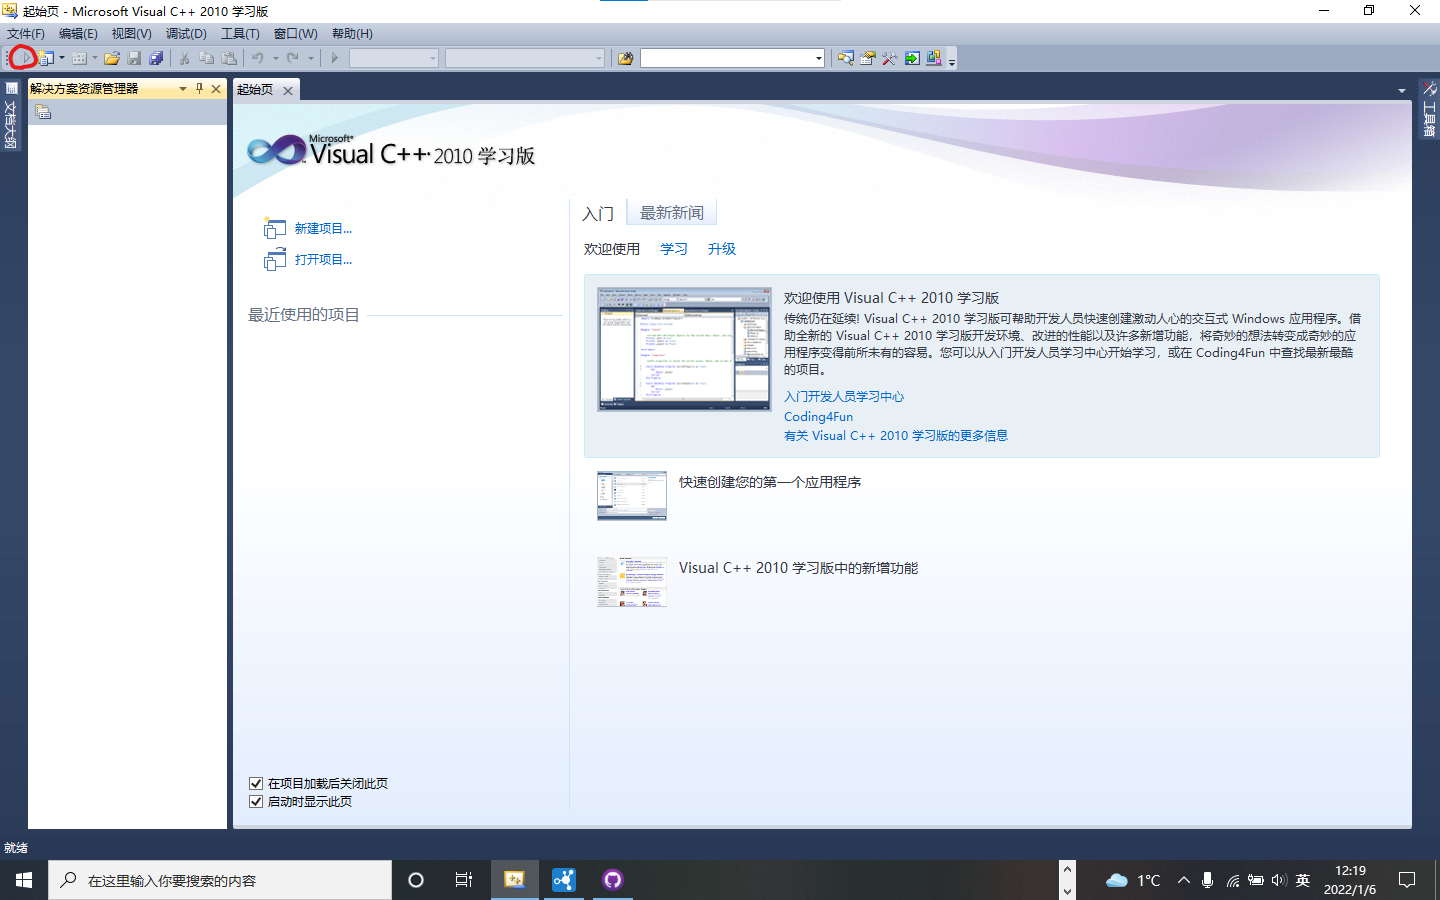 起始页 - Microsoft Visual C++ 2010 学习版
文件(F) 编辑(E) 视图(V) 调试(D) 工具(T) 窗口(W) 帮助(H)
文档大纲
解决方案资源管理器
起始页
工具箱
Microsoft®
Visual C++ 2010 学习版
新建项目...
打开项目...
最近使用的项目
入门 最新新闻
欢迎使用 学习 升级
欢迎使用 Visual C++ 2010 学习版
传统仍在延续! Visual C++ 2010 学习版可帮助开发人员快速创建激动人心的交互式 Windows 应用程序。借
助全新的 Visual C++ 2010 学习版开发环境、改进的性能以及许多新增功能，将奇妙的想法转变成奇妙的应
用程序变得前所未有的容易。您可以从入门开发人员学习中心开始学习，或在 Coding4Fun 中查找最新最酷
的项目。
入门开发人员学习中心
Coding4Fun
有关 Visual C++ 2010 学习版的更多信息
快速创建您的第一个应用程序
Visual C++ 2010 学习版中的新增功能
在项目加载后关闭此页
启动时显示此页
就绪
在这里输入你要搜索的内容
1°C
英
12:19
2022/1/6